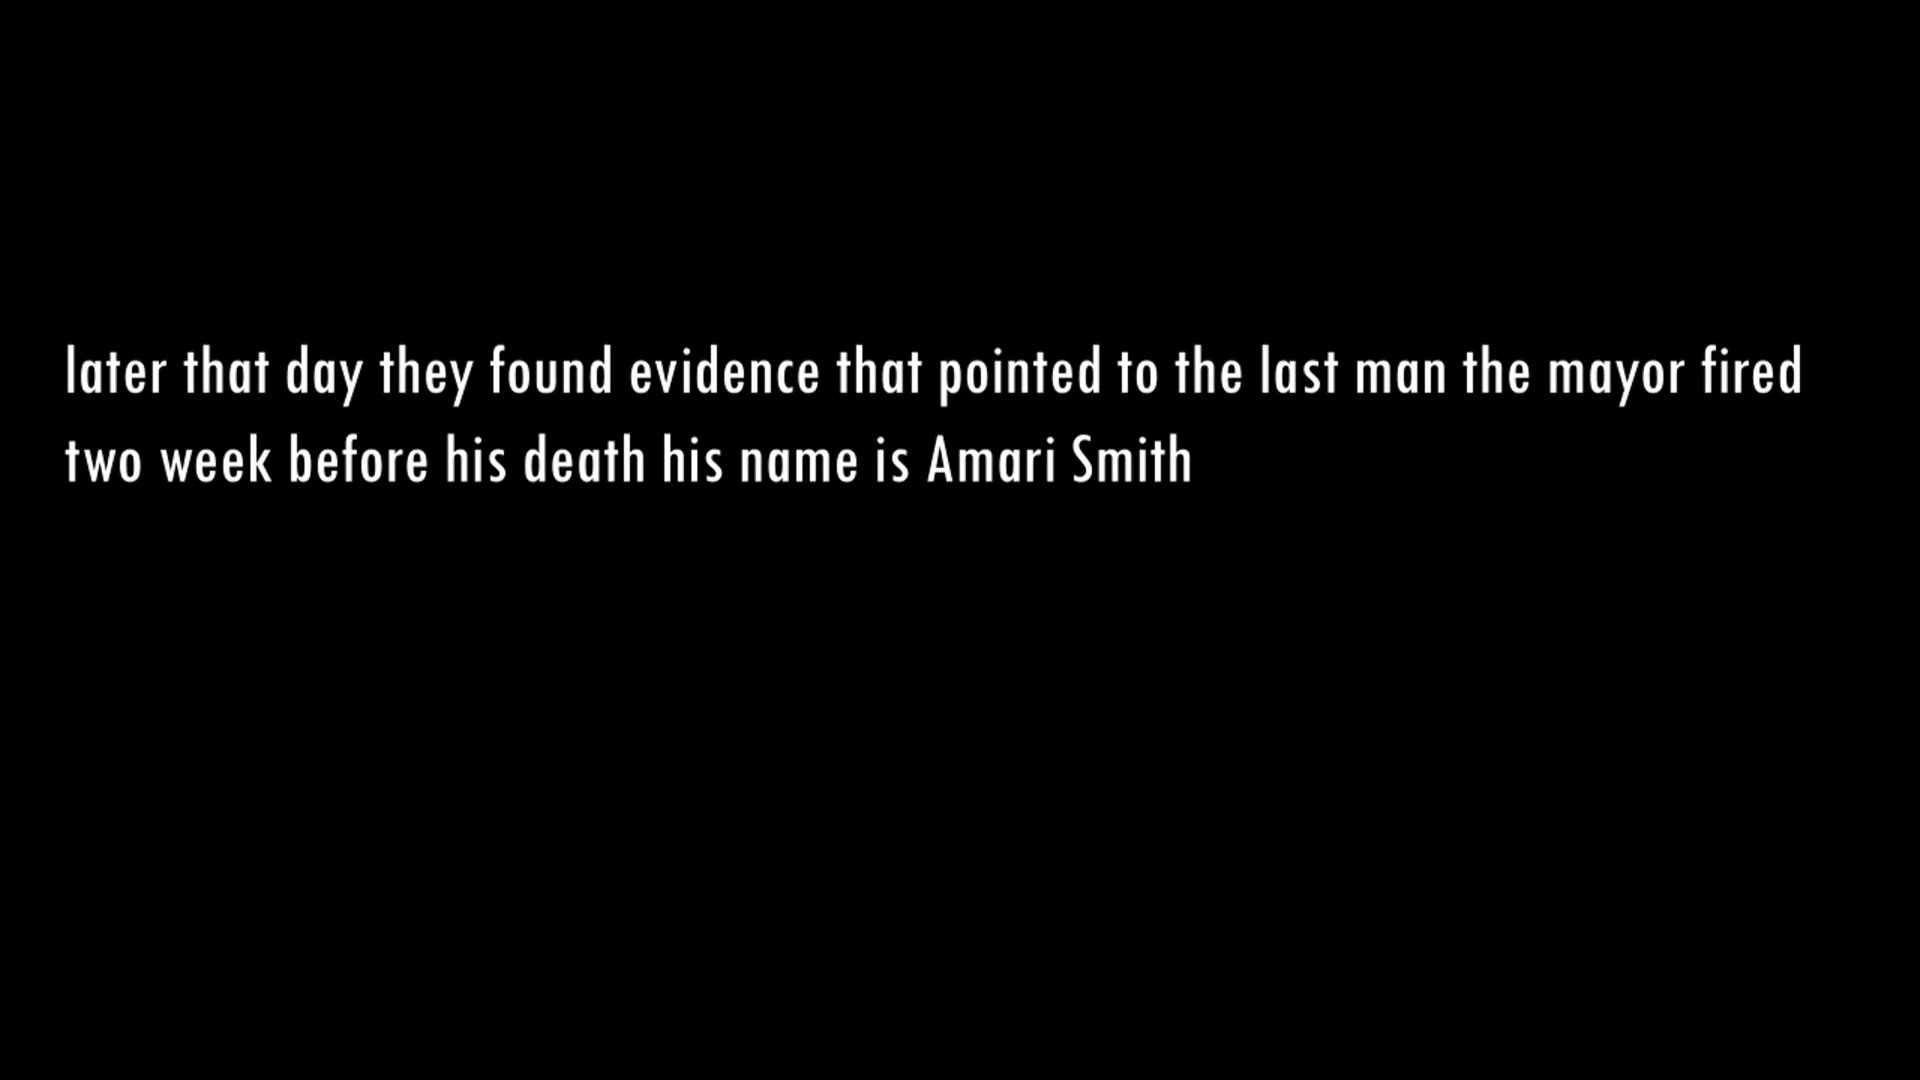 later that day they found evidence that pointed to the last man the mayor fired
two week before his death his name is Amari Smith